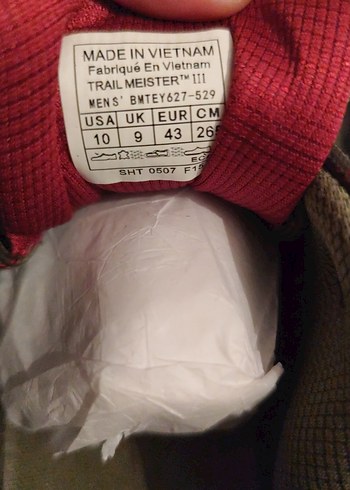 MADE IN VIETNAM
Fabriqué En Vietnam
TRAIL MEISTER™ III
MENS' BMTEY627-529
USA UK EUR CM
10 9 43
SHT 0507